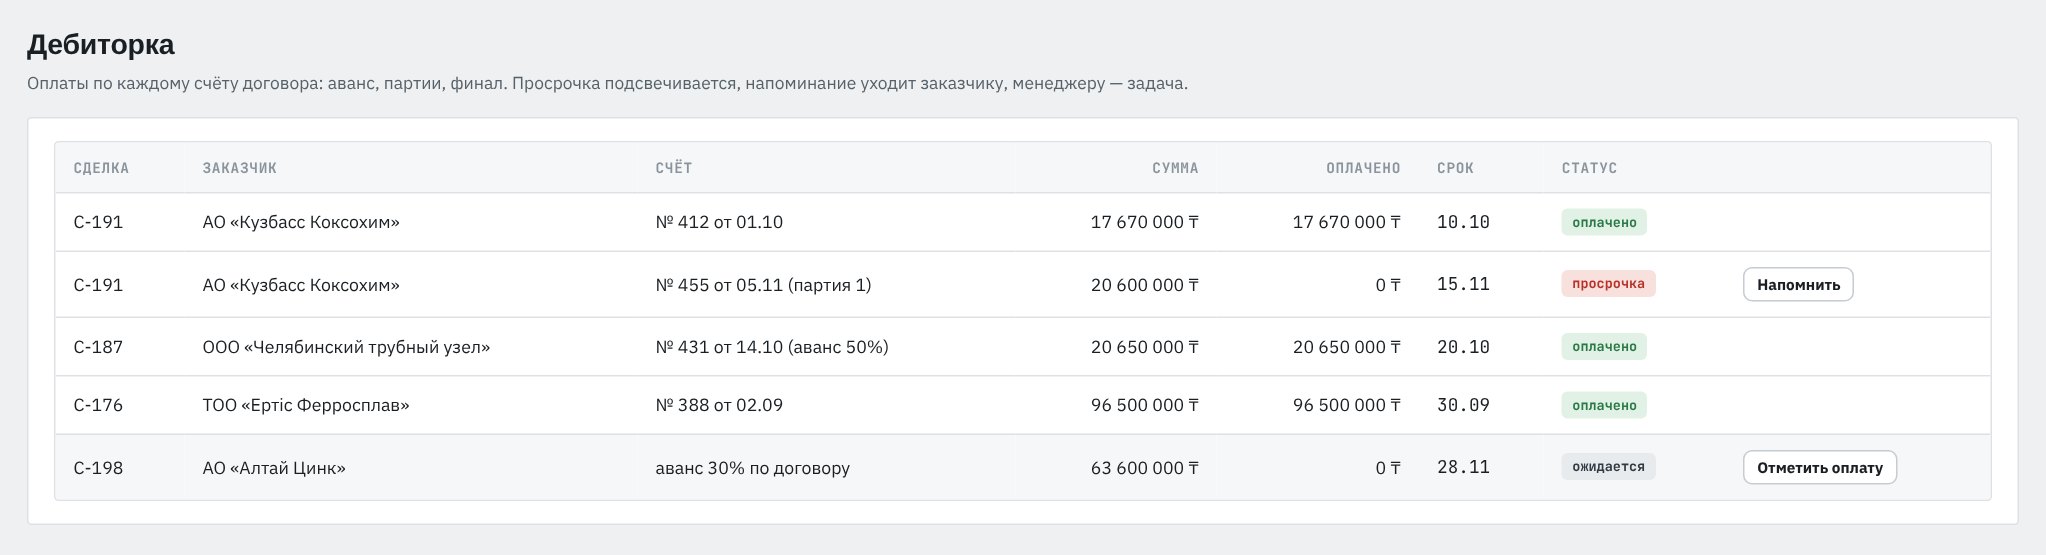 Дебиторка
Оплаты по каждому счёту договора: аванс, партии, финал. Просрочка подсвечивается, напоминание уходит заказчику, менеджеру — задача.
СДЕЛКА ЗАКАЗЧИК СЧЁТ СУММА ОПЛАЧЕНО СРОК СТАТУС
С-191 АО «Кузбасс Коксохим» № 412 от 01.10 17 670 000 ₸ 17 670 000 ₸ 10.10 оплачено
С-191 АО «Кузбасс Коксохим» № 455 от 05.11 (партия 1) 20 600 000 ₸ 0 ₸ 15.11 просрочка Напомнить
С-187 ООО «Челябинский трубный узел» № 431 от 14.10 (аванс 50%) 20 650 000 ₸ 20 650 000 ₸ 20.10 оплачено
С-176 ТОО «Ертіс Ферросплав» № 388 от 02.09 96 500 000 ₸ 96 500 000 ₸ 30.09 оплачено
С-198 АО «Алтай Цинк» аванс 30% по договору 63 600 000 ₸ 0 ₸ 28.11 ожидается Отметить оплату